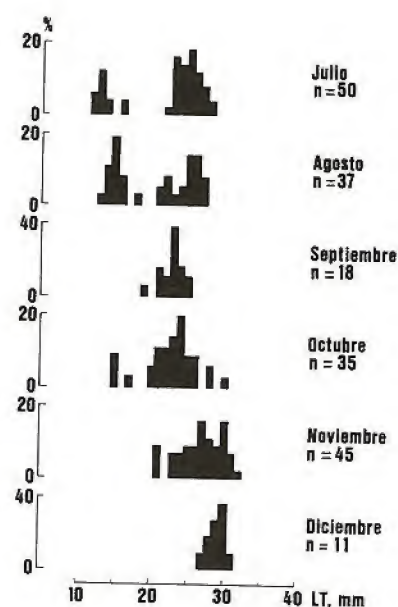 %
20
0
Julio
n=50
20
0
Agosto
n=37
40
0
Septiembre
n=18
20
0
Octubre
n=35
20
0
Noviembre
n=45
40
0
Diciembre
n=11
10 20 30 40 LT. mm